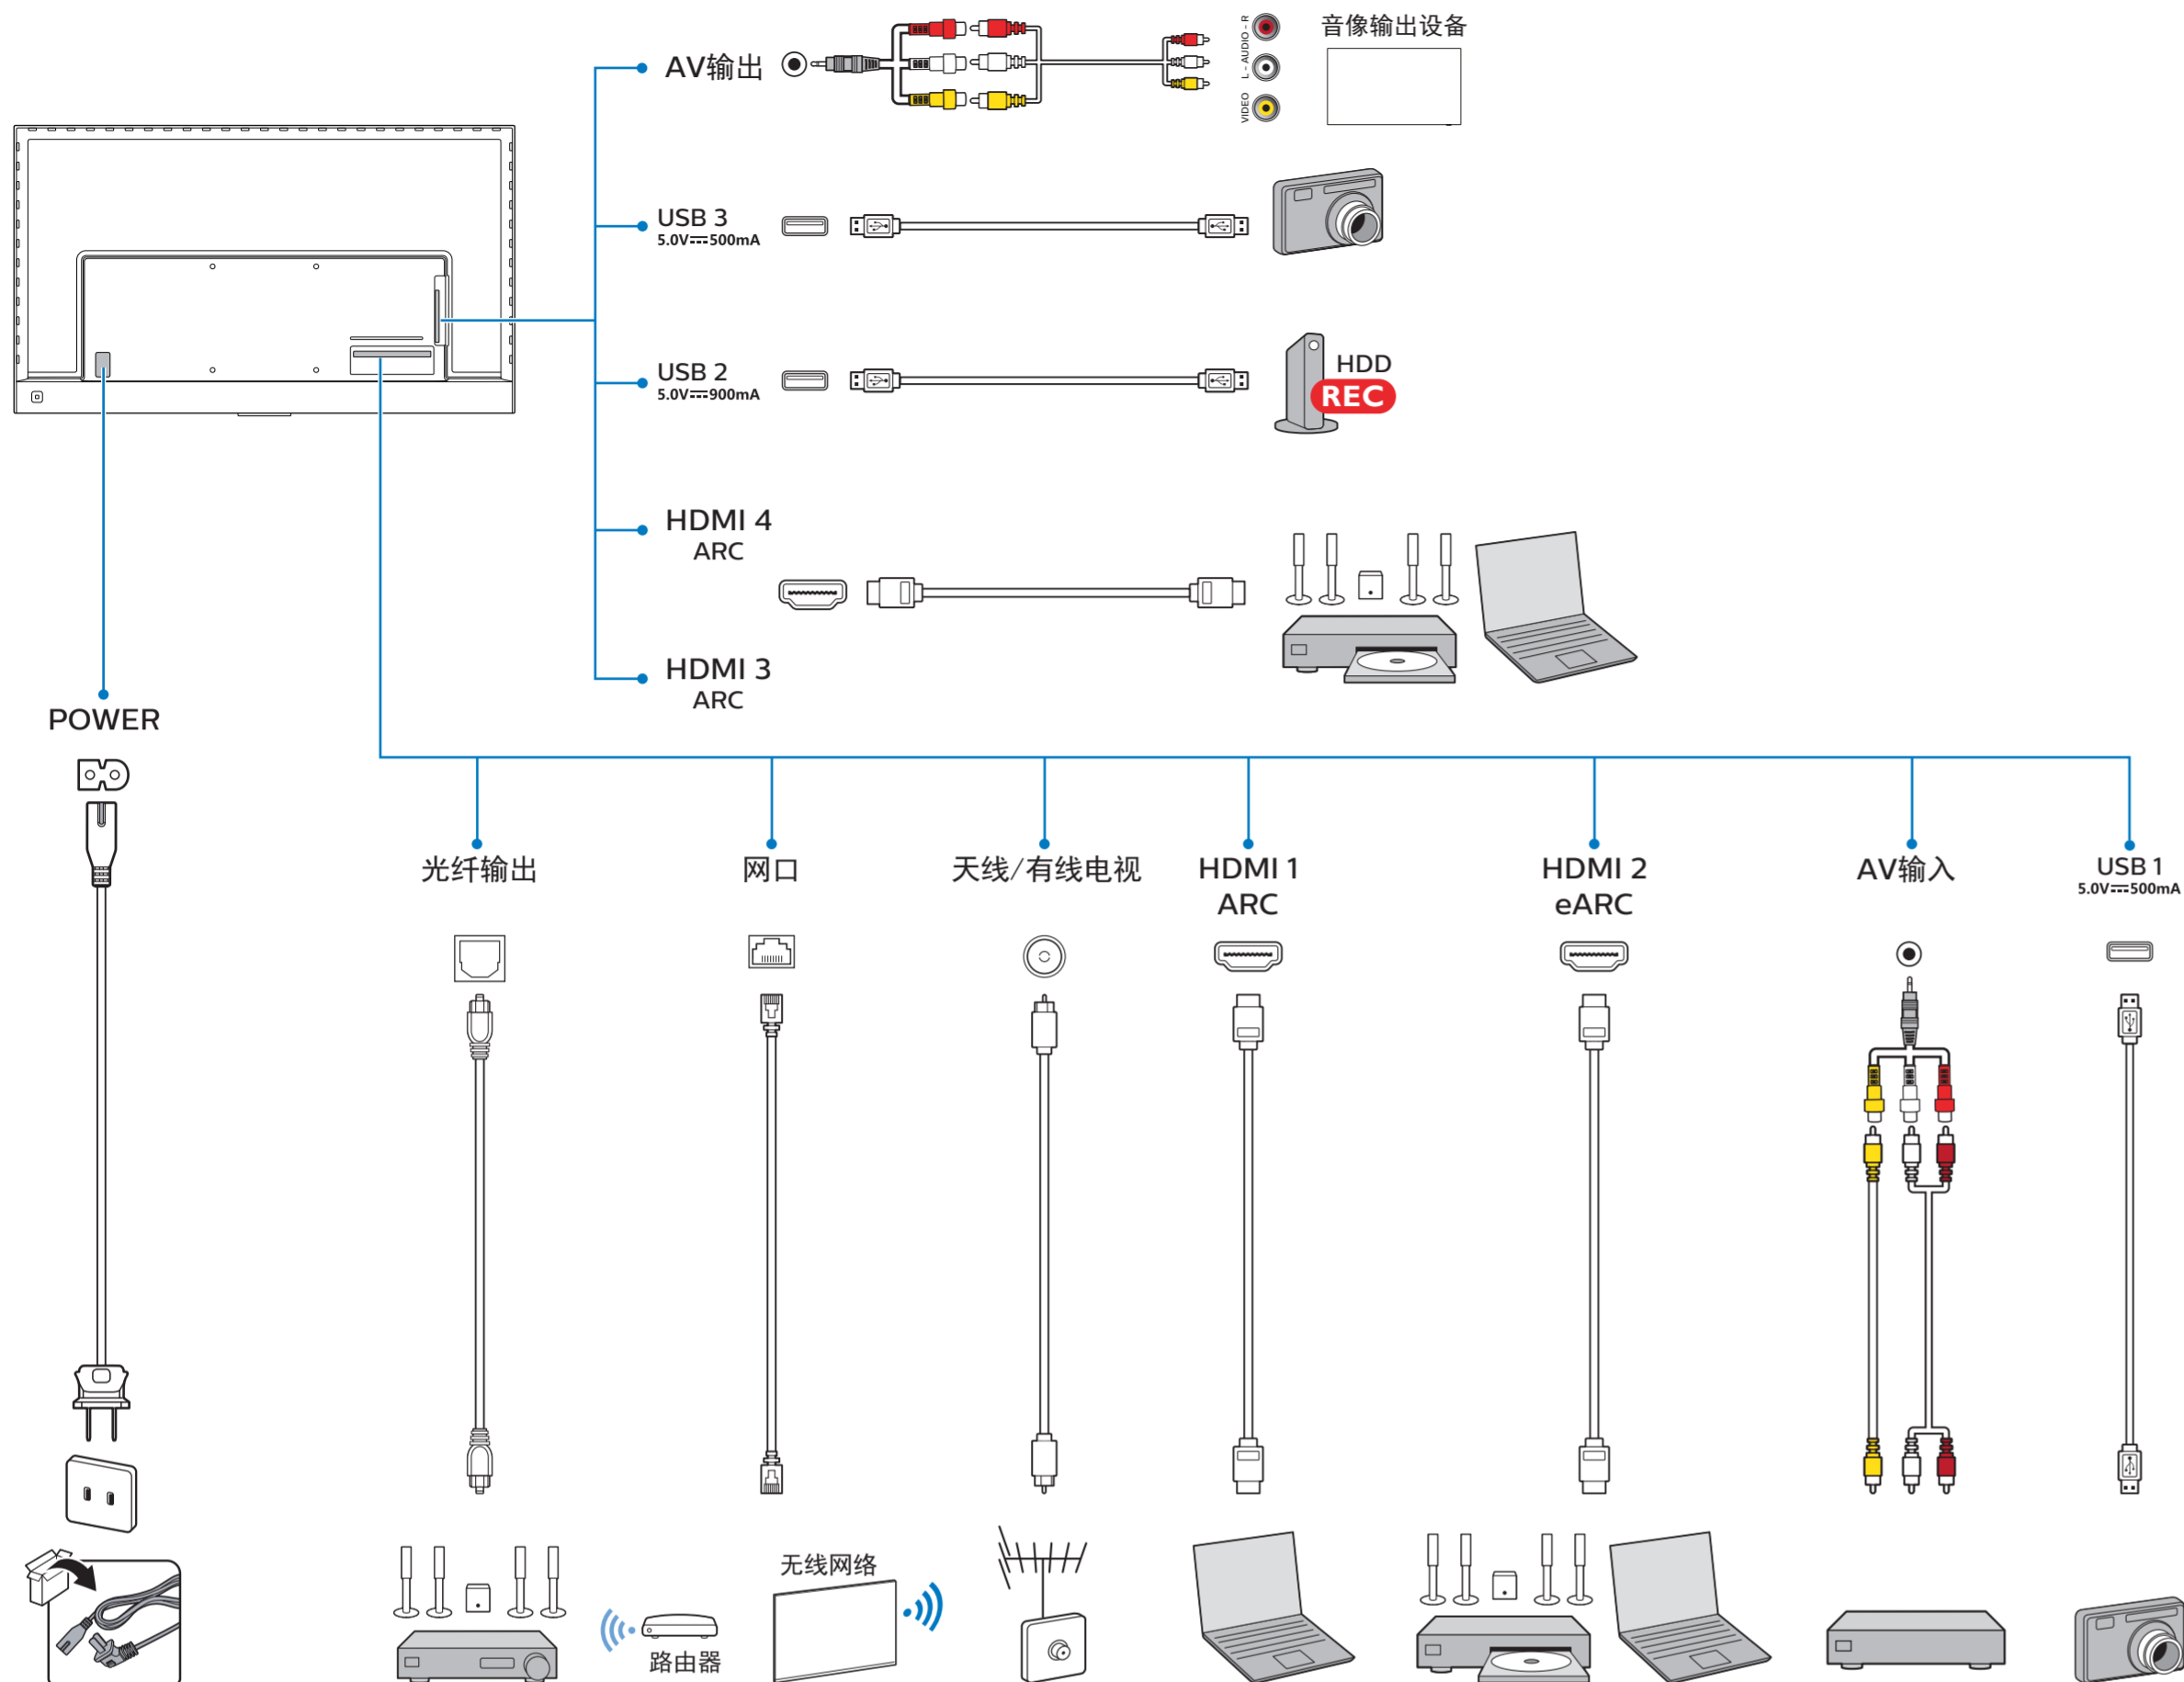 AV输出
L - AUDIO - R
VIDEO
音像输出设备
USB 3
5.0V⎓500mA
USB 2
5.0V⎓900mA
HDD
REC
HDMI 4
ARC
HDMI 3
ARC
POWER
光纤输出
网口
天线/有线电视
HDMI 1
ARC
HDMI 2
eARC
AV输入
USB 1
5.0V⎓500mA
无线网络
路由器